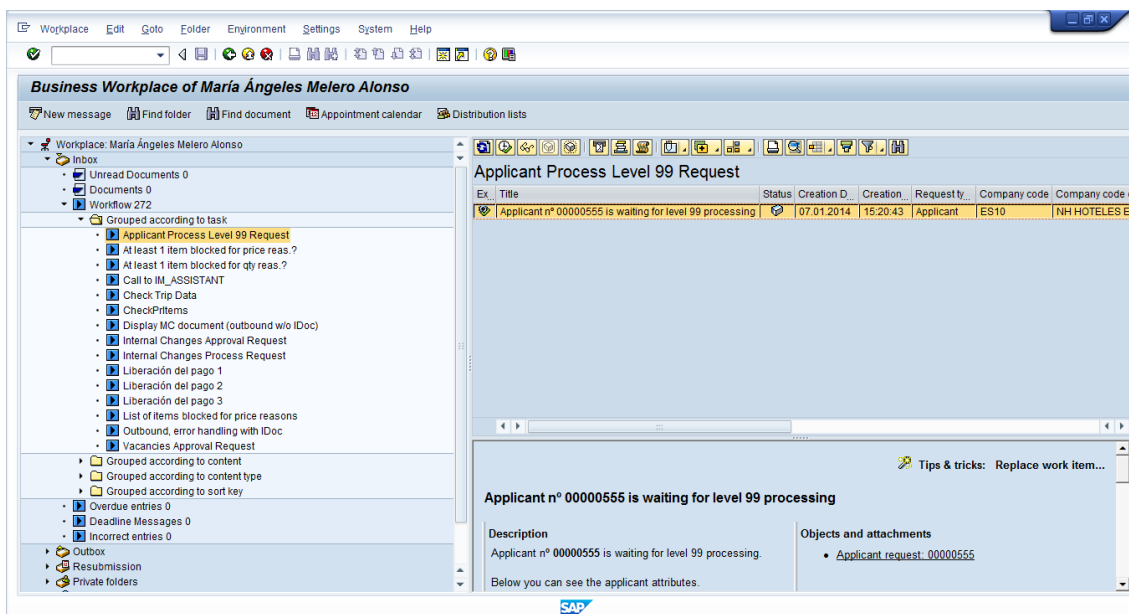 Workplace Edit Goto Folder Environment Settings System Help
Business Workplace of María Ángeles Melero Alonso
New message Find folder Find document Appointment calendar Distribution lists
Workplace: María Ángeles Melero Alonso
Inbox
Unread Documents 0
Documents 0
Workflow 272
Grouped according to task
Applicant Process Level 99 Request
At least 1 item blocked for price reas.?
At least 1 item blocked for qty reas.?
Call to IM_ASSISTANT
Check Trip Data
CheckPrItems
Display MC document (outbound w/o IDoc)
Internal Changes Approval Request
Internal Changes Process Request
Liberación del pago 1
Liberación del pago 2
Liberación del pago 3
List of items blocked for price reasons
Outbound, error handling with IDoc
Vacancies Approval Request
Grouped according to content
Grouped according to content type
Grouped according to sort key
Overdue entries 0
Deadline Messages 0
Incorrect entries 0
Outbox
Resubmission
Private folders
Applicant Process Level 99 Request
Ex... Title Status Creation D... Creation... Request ty... Company code Company code
Applicant nº 00000555 is waiting for level 99 processing 07.01.2014 15:20:43 Applicant ES10 NH HOTELES E
Tips & tricks: Replace work item...
Applicant nº 00000555 is waiting for level 99 processing
Description
Applicant nº 00000555 is waiting for level 99 processing.
Below you can see the applicant attributes.
Objects and attachments
Applicant request: 00000555
SAP